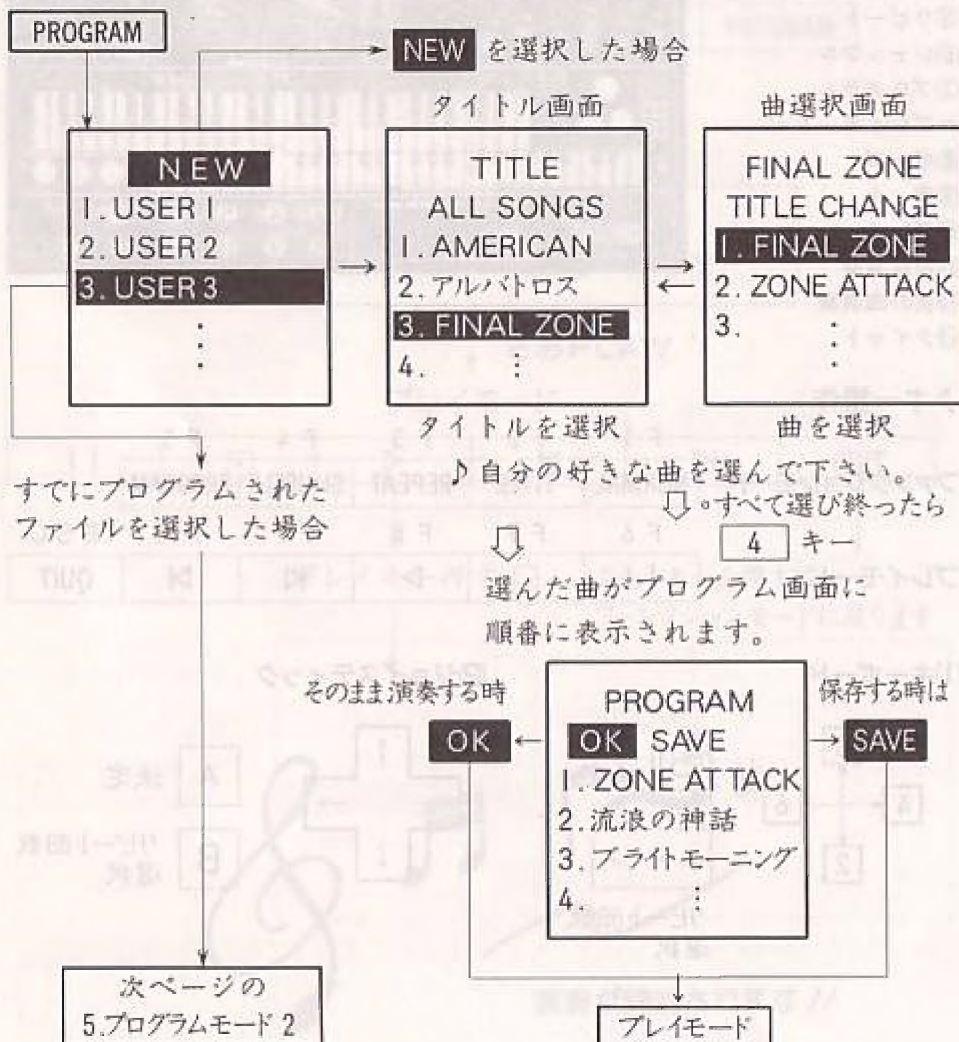 PROGRAM
NEW を選択した場合
タイトル画面
曲選択画面
NEW
1. USER 1
2. USER 2
3. USER 3
TITLE
ALL SONGS
1. AMERICAN
2. アルバトロス
3. FINAL ZONE
4.
FINAL ZONE
TITLE CHANGE
1. FINAL ZONE
2. ZONE ATTACK
3.
タイトルを選択
曲を選択
♪自分の好きな曲を選んで下さい。
。すべて選び終ったら
4 キー
すでにプログラムされた
ファイルを選択した場合
選んだ曲がプログラム画面に
順番に表示されます。
そのまま演奏する時
OK
PROGRAM
OK SAVE
1. ZONE ATTACK
2. 流浪の神話
3. ブライトモーニング
4.
保存する時は
SAVE
次ページの
5.プログラムモード2
プレイモード